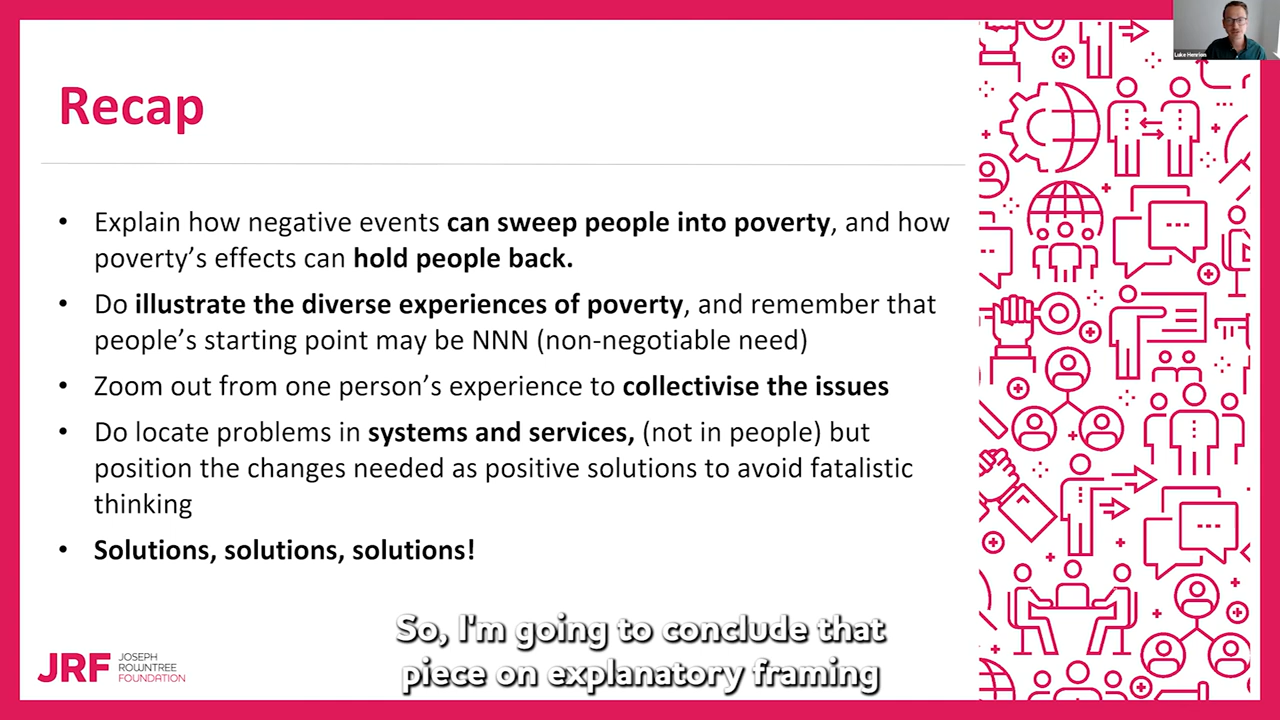 Luke Henrion
Recap
• Explain how negative events can sweep people into poverty, and how
poverty's effects can hold people back.
• Do illustrate the diverse experiences of poverty, and remember that
people's starting point may be NNN (non-negotiable need)
• Zoom out from one person's experience to collectivise the issues
• Do locate problems in systems and services, (not in people) but
position the changes needed as positive solutions to avoid fatalistic
thinking
• Solutions, solutions, solutions!
So, I'm going to conclude that
piece on explanatory framing
JRF
JOSEPH
ROWNTREE
FOUNDATION